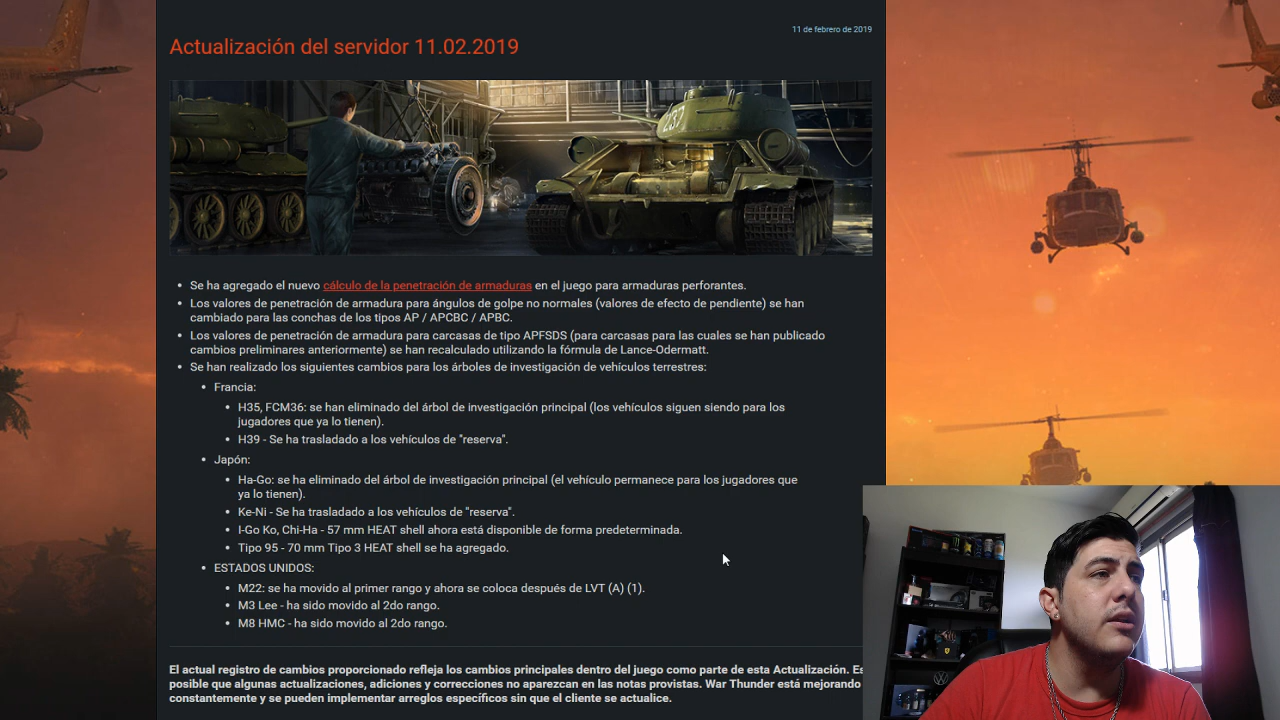 11 de febrero de 2019
Actualización del servidor 11.02.2019
237
• Se ha agregado el nuevo cálculo de la penetración de armaduras en el juego para armaduras perforantes.
• Los valores de penetración de armadura para ángulos de golpe no normales (valores de efecto de pendiente) se han
cambiado para las conchas de los tipos AP / APCBC / APBC.
• Los valores de penetración de armadura para carcasas de tipo APFSDS (para carcasas para las cuales se han publicado
cambios preliminares anteriormente) se han recalculado utilizando la fórmula de Lance-Odermatt.
• Se han realizado los siguientes cambios para los árboles de investigación de vehículos terrestres:
• Francia:
• H35, FCM36: se han eliminado del árbol de investigación principal (los vehículos siguen siendo para los
jugadores que ya lo tienen).
• H39 - Se ha trasladado a los vehículos de "reserva".
• Japón:
• Ha-Go: se ha eliminado del árbol de investigación principal (el vehículo permanece para los jugadores que
ya lo tienen).
• Ke-Ni - Se ha trasladado a los vehículos de "reserva".
• I-Go Ko, Chi-Ha - 57 mm HEAT shell ahora está disponible de forma predeterminada.
• Tipo 95 - 70 mm Tipo 3 HEAT shell se ha agregado.
• ESTADOS UNIDOS:
• M22: se ha movido al primer rango y ahora se coloca después de LVT (A) (1).
• M3 Lee - ha sido movido al 2do rango.
• M8 HMC - ha sido movido al 2do rango.
El actual registro de cambios proporcionado refleja los cambios principales dentro del juego como parte de esta Actualización. Es
posible que algunas actualizaciones, adiciones y correcciones no aparezcan en las notas provistas. War Thunder está mejorando
constantemente y se pueden implementar arreglos específicos sin que el cliente se actualice.